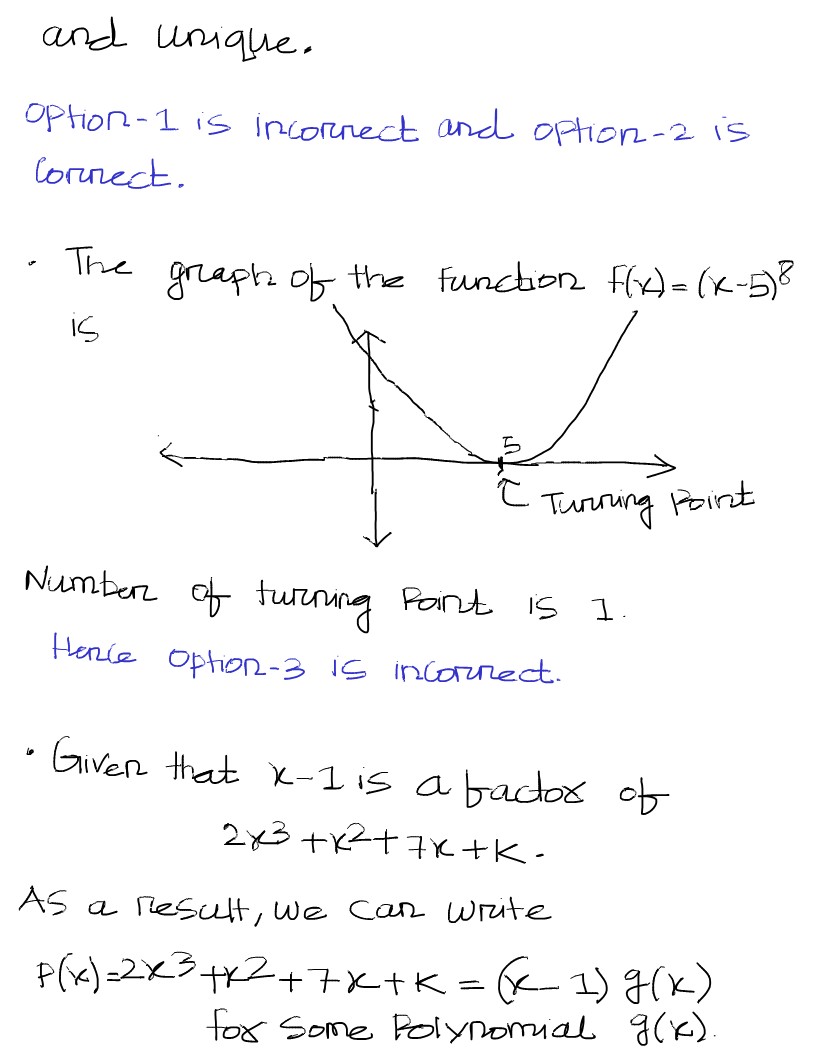 and unique.
Option-1 is incorrect and option-2 is
Correct.
· The graph of the function f(x) = (x-5)^8
is
5
Turning Point
Number of turning Point is 1.
Hence option-3 is incorrect.
· Given that x-1 is a factor of
2x^3 + x^2 + 7x + k.
As a result, we can write
P(x) = 2x^3 + x^2 + 7x + k = (x-1) g(x)
for some Polynomial g(x).